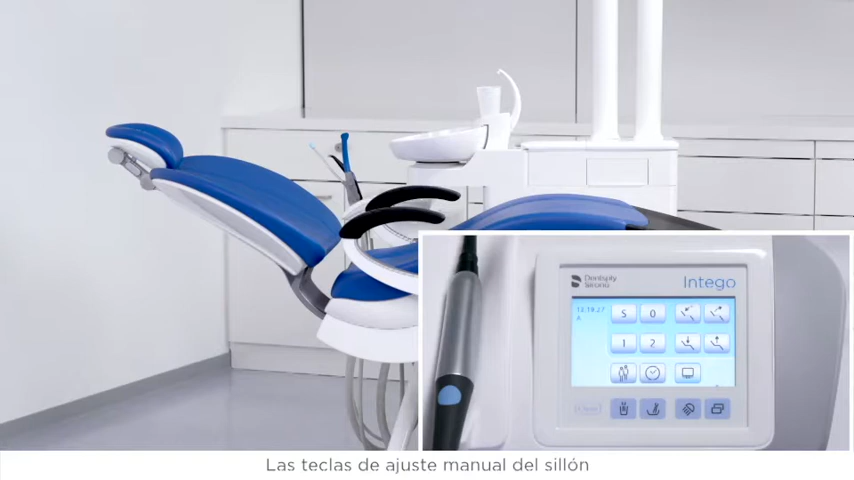 Dentsply
Sirona
Intego
12:19:27
A
S 0
1 2
Las teclas de ajuste manual del sillón